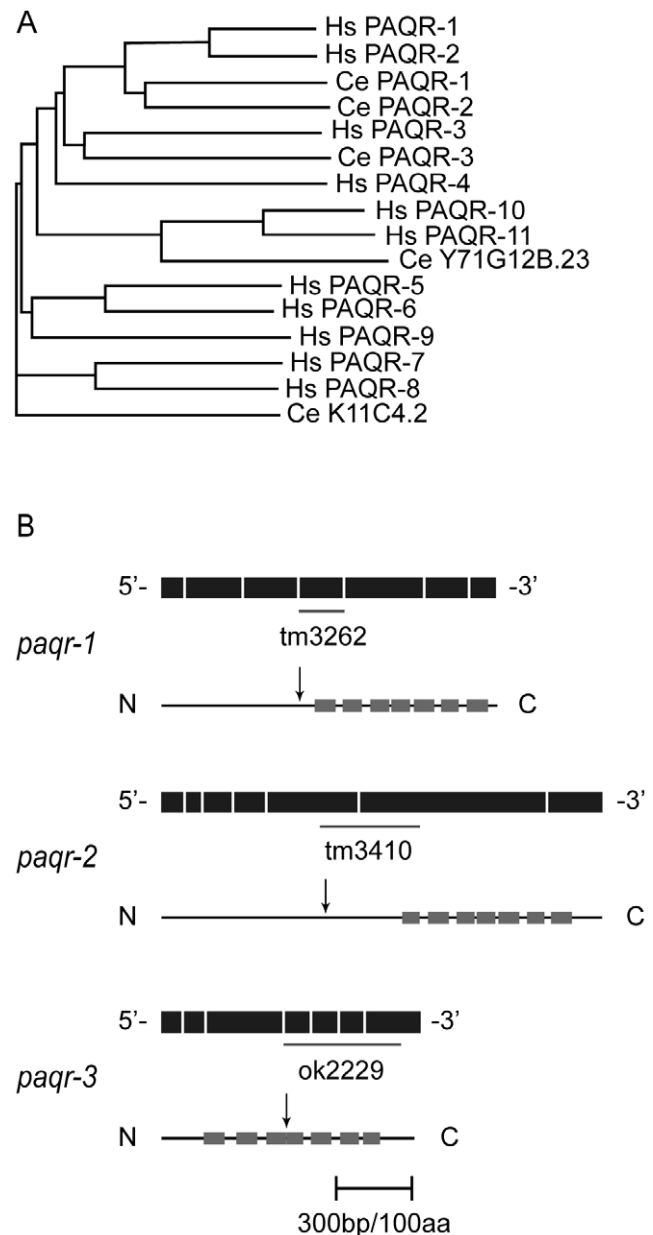 A
Hs PAQR-1
Hs PAQR-2
Ce PAQR-1
Ce PAQR-2
Hs PAQR-3
Ce PAQR-3
Hs PAQR-4
Hs PAQR-10
Hs PAQR-11
Ce Y71G12B.23
Hs PAQR-5
Hs PAQR-6
Hs PAQR-9
Hs PAQR-7
Hs PAQR-8
Ce K11C4.2
B
5’- -3’
tm3262
paqr-1
N C
5’- -3’
tm3410
paqr-2
N C
5’- -3’
ok2229
paqr-3
N C
300bp/100aa